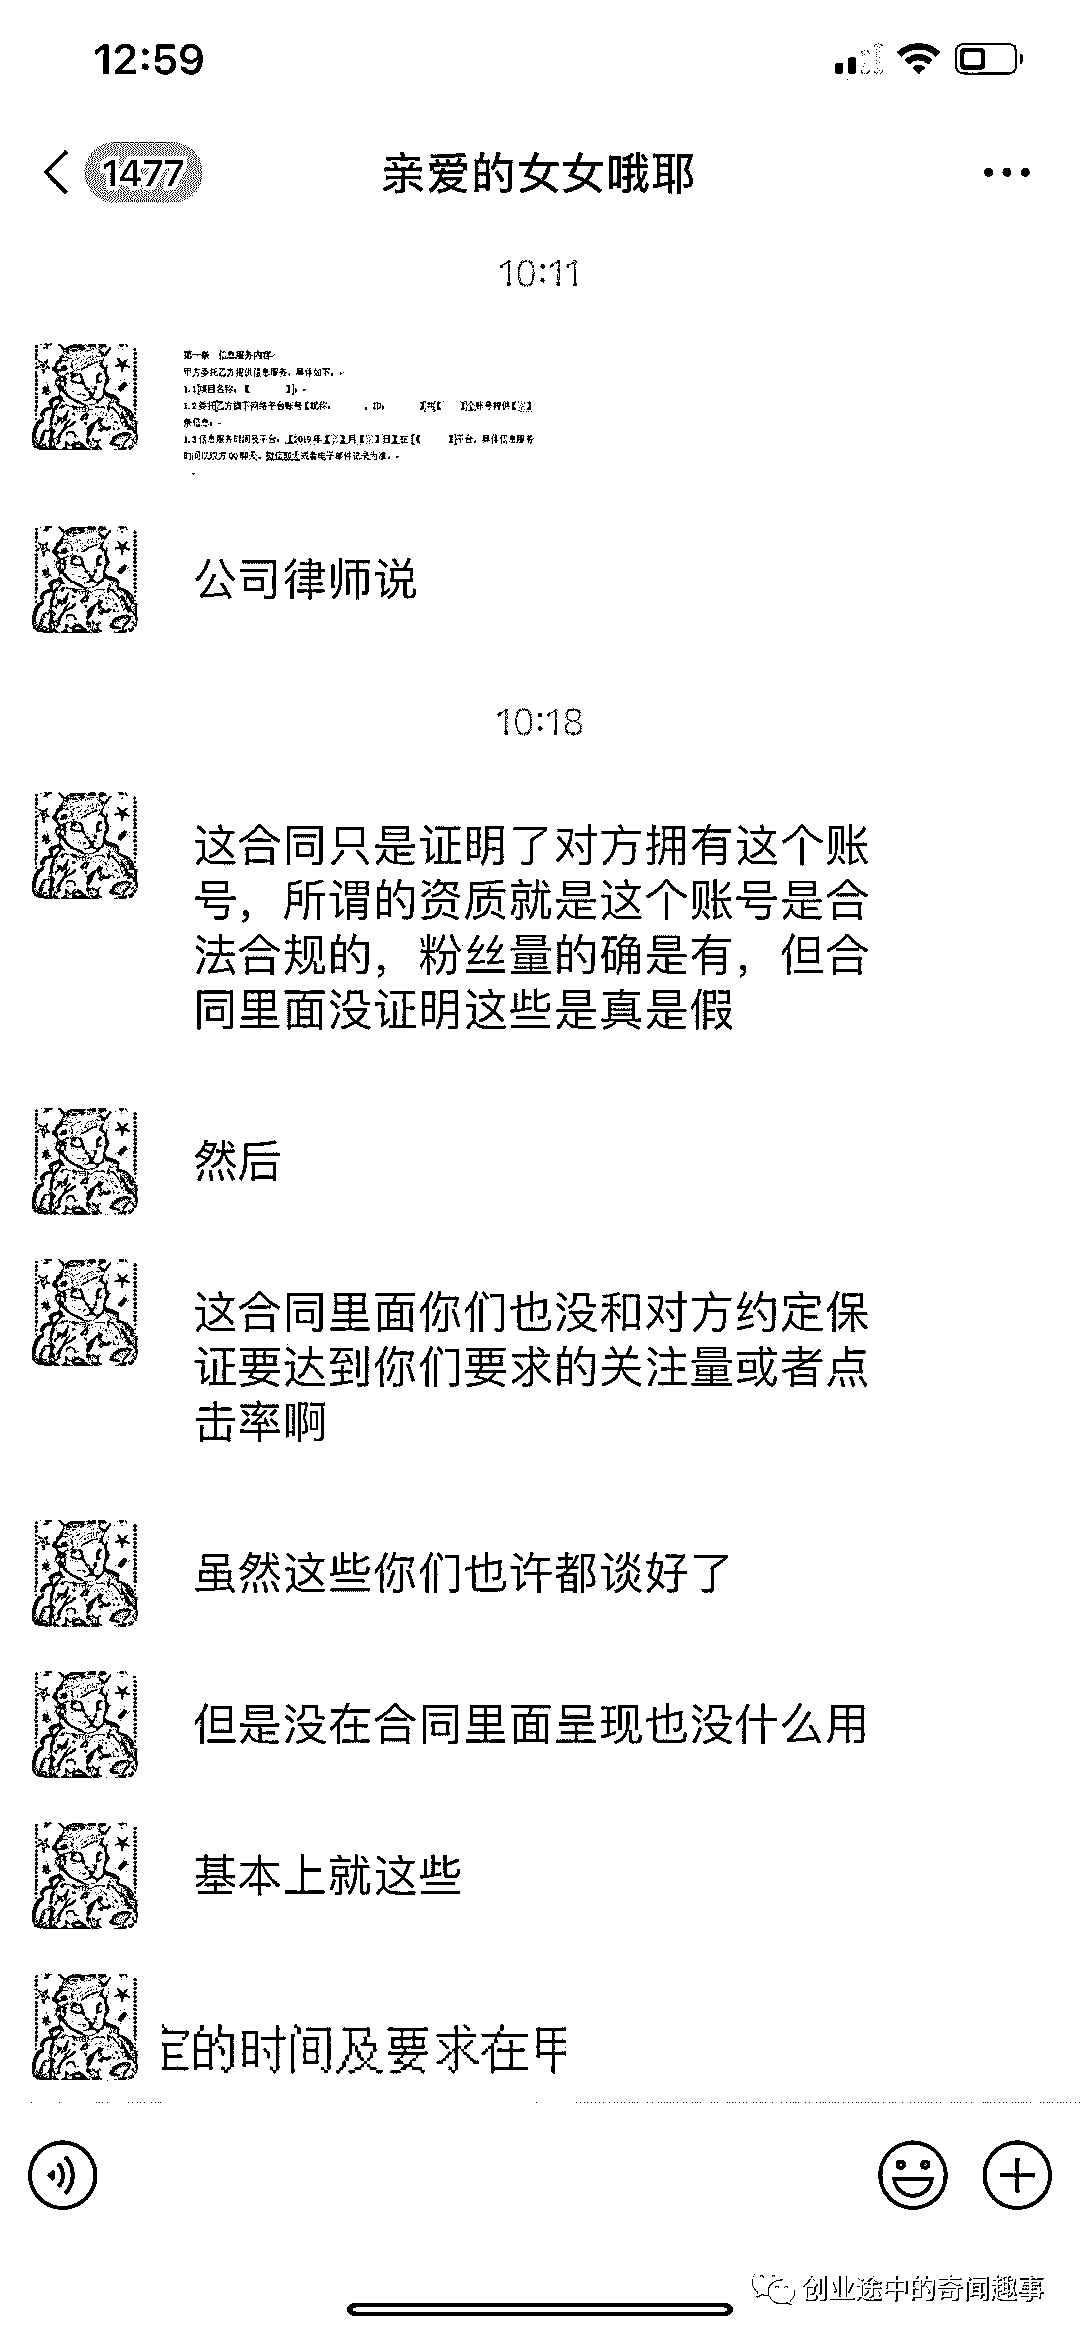 12:59
1477
亲爱的女女哦耶
10:11
第一条 信息服务内容
甲方委托乙方提供信息服务，具体如下。
1.1项目名称：【 】；
1.2委托乙方旗下网络平台账号【昵称： ，ID： 】共【 】个账号提供【 】
条信息。
1.3信息服务时间及平台：【2019年【 】月【 】日】在【 】平台，具体信息服务
时间以双方QQ聊天、微信聊天或者电子邮件记录为准。
公司律师说
10:18
这合同只是证明了对方拥有这个账
号，所谓的资质就是这个账号是合
法合规的，粉丝量的确是有，但合
同里面没证明这些是真是假
然后
这合同里面你们也没和对方约定保
证要达到你们要求的关注量或者点
击率啊
虽然这些你们也许都谈好了
但是没在合同里面呈现也没什么用
基本上就这些
定的时间及要求在甲
创业途中的奇闻趣事